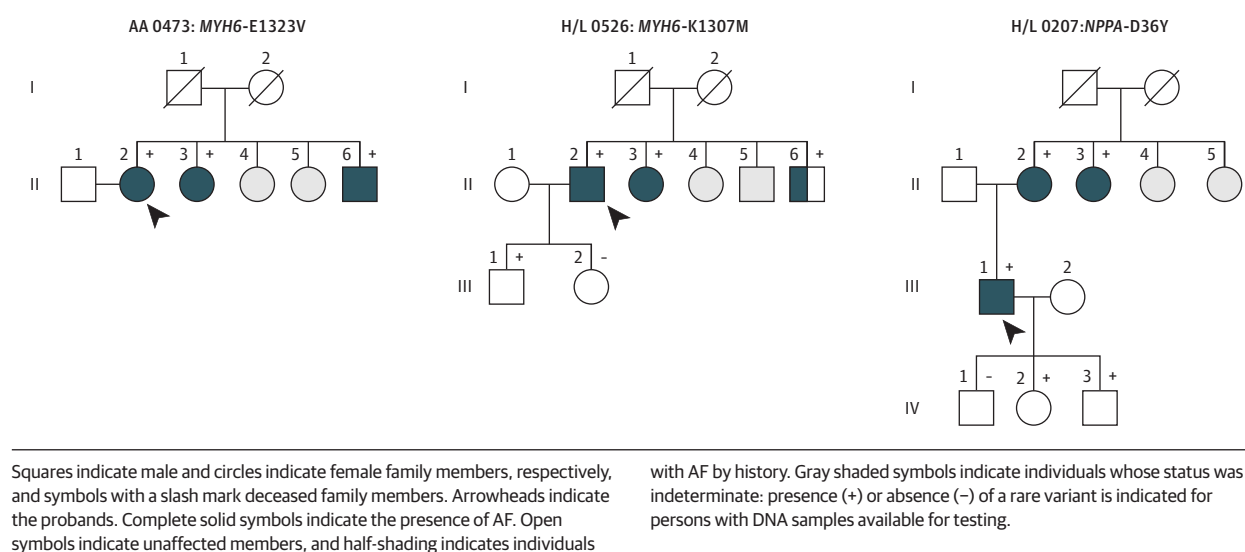 AA 0473: MYH6-E1323V
H/L 0526: MYH6-K1307M
H/L 0207:NPPA-D36Y
1 2
I
1 2 + 3 + 4 5 6 +
II
1 2
I
1 2 + 3 + 4 5 6 +
II
1 + 2 -
III
I
1 2 + 3 + 4 5
II
1 + 2
III
1 - 2 + 3 +
IV
Squares indicate male and circles indicate female family members, respectively,
and symbols with a slash mark deceased family members. Arrowheads indicate
the probands. Complete solid symbols indicate the presence of AF. Open
symbols indicate unaffected members, and half-shading indicates individuals
with AF by history. Gray shaded symbols indicate individuals whose status was
indeterminate: presence (+) or absence (−) of a rare variant is indicated for
persons with DNA samples available for testing.